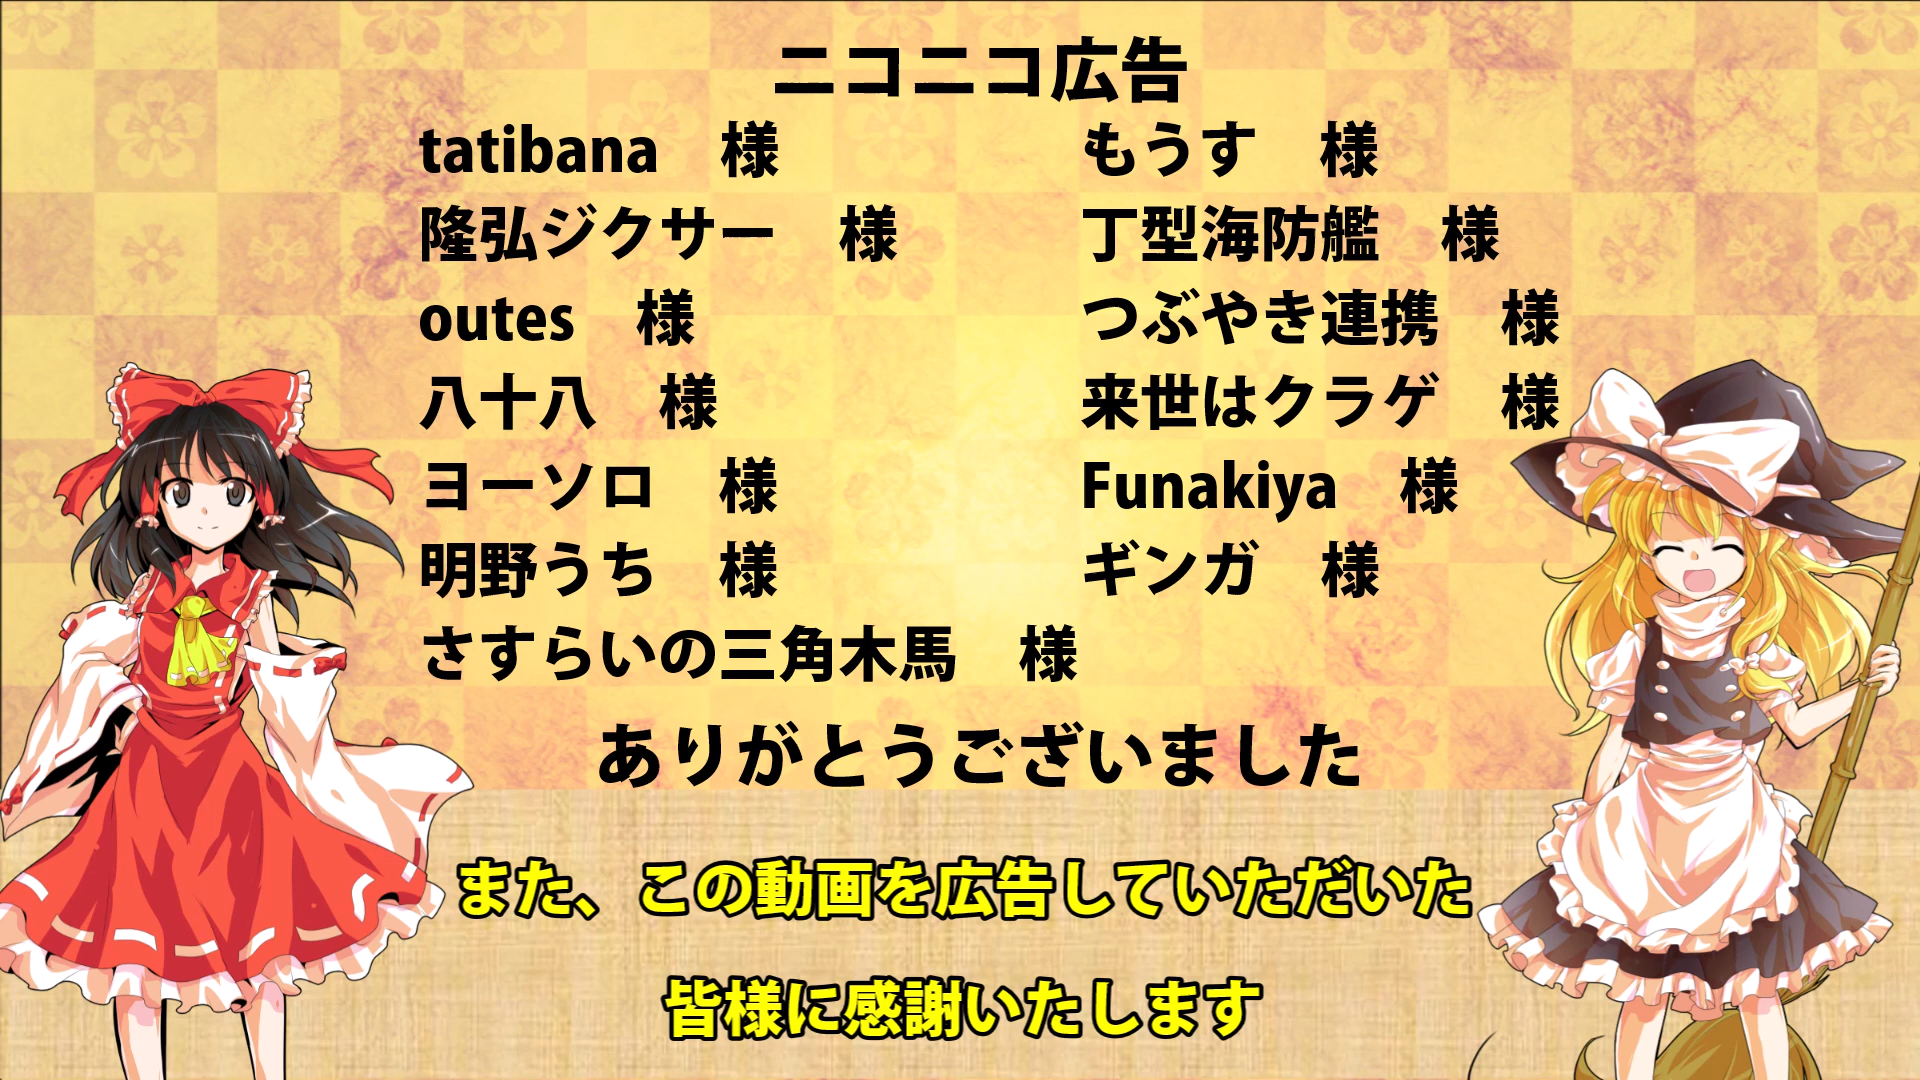 ニコニコ広告
tatibana 様 もうす 様
隆弘ジクサー 様 丁型海防艦 様
outes 様 つぶやき連携 様
八十八 様 来世はクラゲ 様
ヨーソロ 様 Funakiya 様
明野うち 様 ギンガ 様
さすらいの三角木馬 様
ありがとうございました
また、この動画を広告していただいた
皆様に感謝いたします